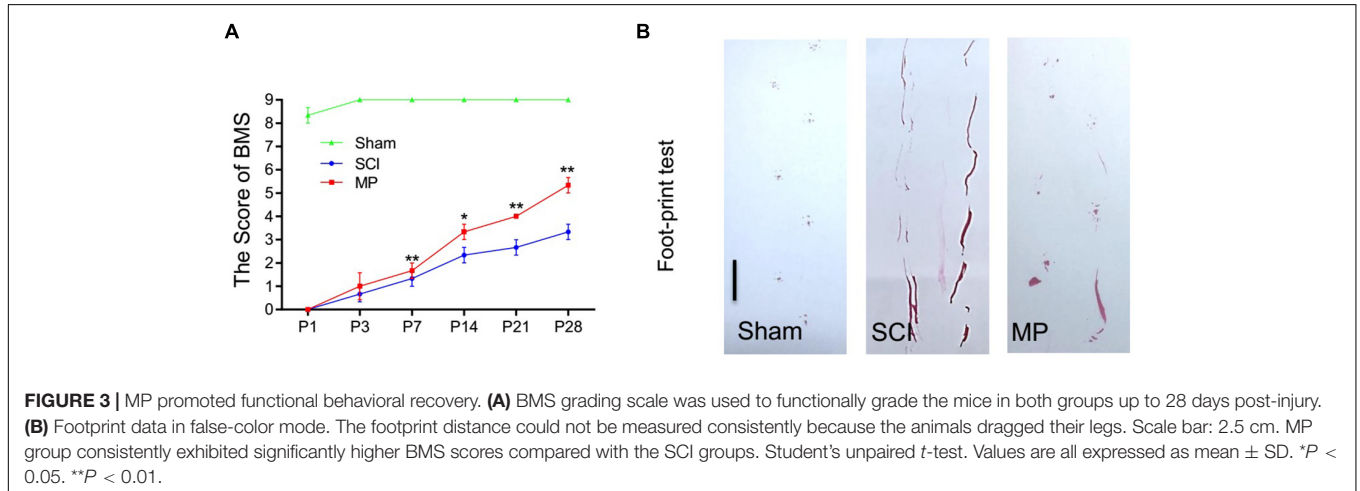 A
B
The Score of BMS
9
8
7
6
5
4
3
2
1
0
Sham
SCI
MP
**
*
**
**
P1 P3 P7 P14 P21 P28
Foot-print test
Sham
SCI
MP
FIGURE 3 | MP promoted functional behavioral recovery. (A) BMS grading scale was used to functionally grade the mice in both groups up to 28 days post-injury.
(B) Footprint data in false-color mode. The footprint distance could not be measured consistently because the animals dragged their legs. Scale bar: 2.5 cm. MP
group consistently exhibited significantly higher BMS scores compared with the SCI groups. Student's unpaired t-test. Values are all expressed as mean ± SD. *P <
0.05. **P < 0.01.